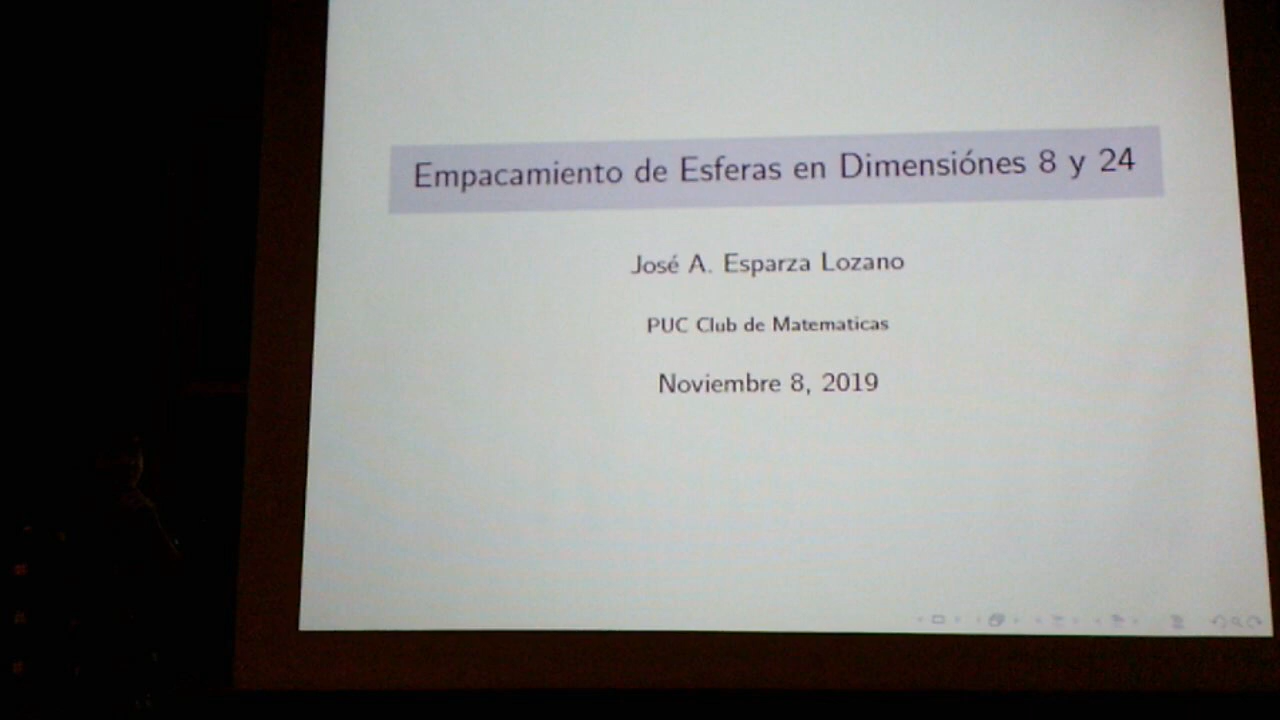 Empacamiento de Esferas en Dimensiónes 8 y 24
José A. Esparza Lozano
PUC Club de Matematicas
Noviembre 8, 2019